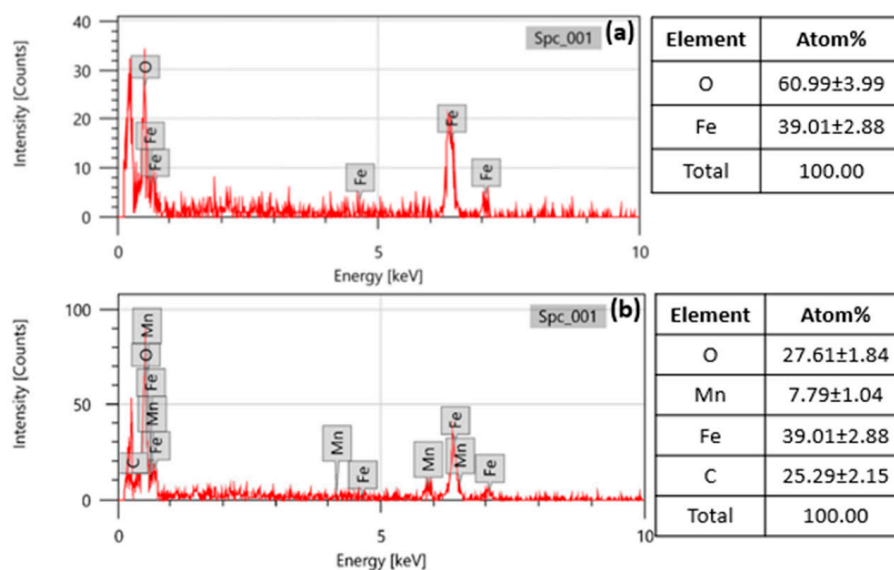 (a)
Spc_001
Intensity [Counts]
40
30
20
10
0
O
Fe
Fe
Fe
Fe
Fe
0 5 10
Energy [keV]
Element Atom%
O 60.99±3.99
Fe 39.01±2.88
Total 100.00
(b)
Spc_001
Intensity [Counts]
100
50
0
Mn
O
Fe
Mn
Fe
C
Mn
Fe
Mn
Fe
Mn
Fe
0 5 10
Energy [keV]
Element Atom%
O 27.61±1.84
Mn 7.79±1.04
Fe 39.01±2.88
C 25.29±2.15
Total 100.00